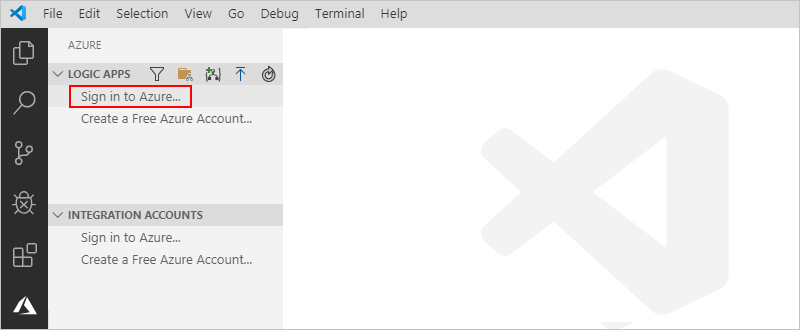 File Edit Selection View Go Debug Terminal Help
AZURE
LOGIC APPS
Sign in to Azure...
Create a Free Azure Account...
INTEGRATION ACCOUNTS
Sign in to Azure...
Create a Free Azure Account...